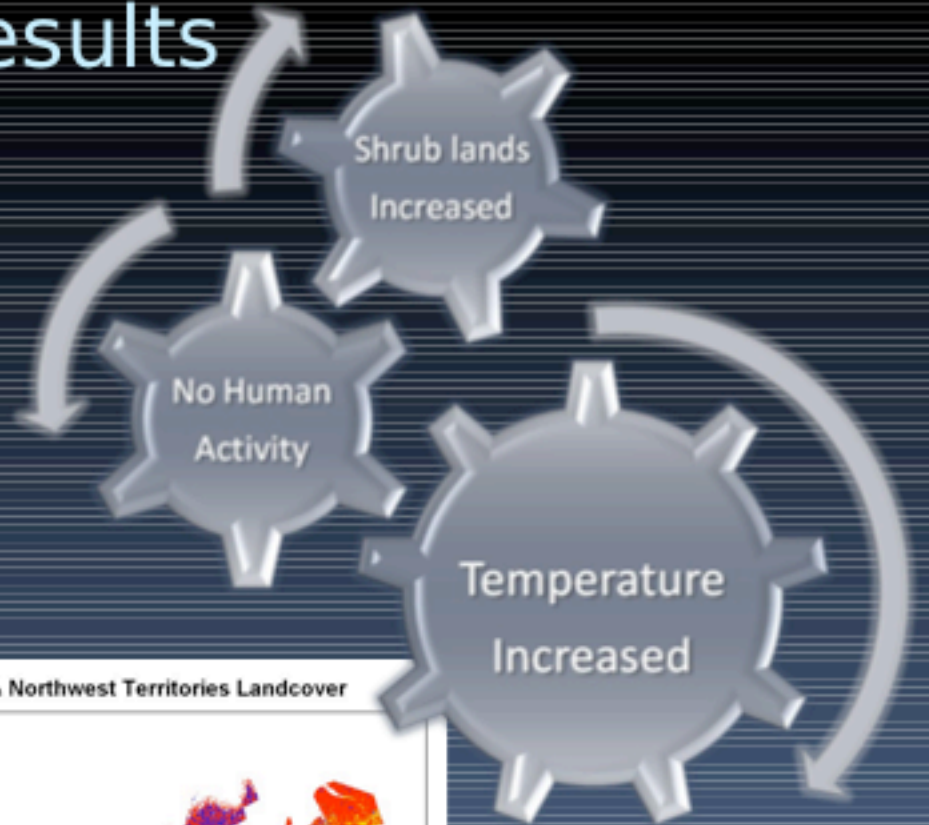 esults
Shrub lands
Increased
No Human
Activity
Temperature
Increased
Northwest Territories Landcover